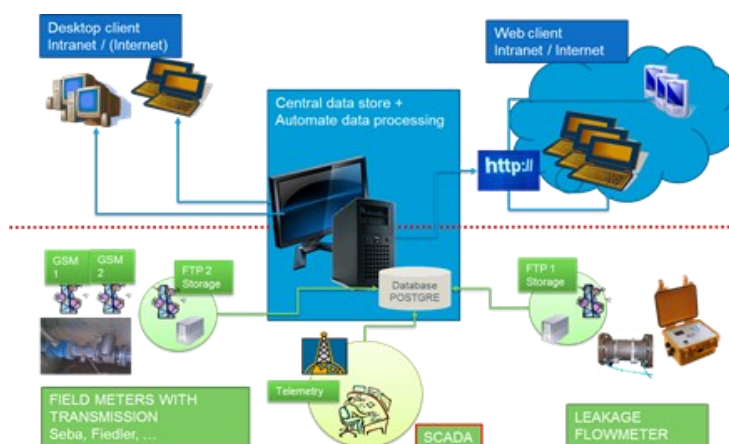 Desktop client
Intranet / (Internet)
Web client
Intranet / Internet
Central data store +
Automate data processing
http://
GSM
1
GSM
2
FTP 2
Storage
FTP 1
Storage
Database
POSTGRE
Telemetry
FIELD METERS WITH
TRANSMISSION
Seba, Fiedler, ...
SCADA
LEAKAGE
FLOWMETER